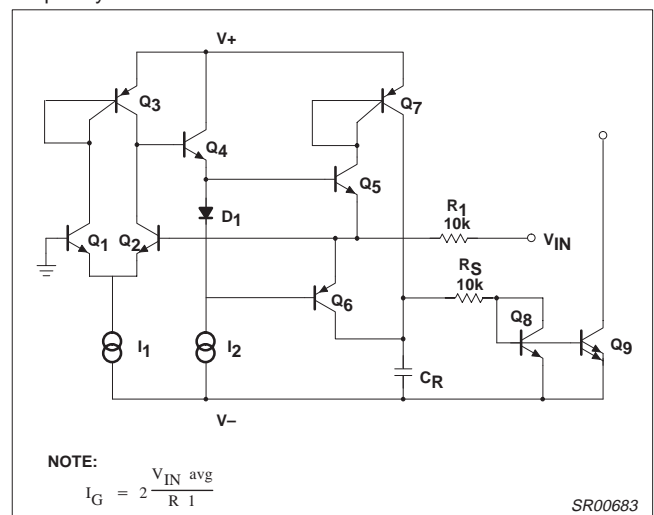 V+
Q3
Q7
Q4
Q5
D1
R1
10k
VIN
Q1
Q2
RS
10k
Q6
Q8
Q9
I1
I2
CR
V–
NOTE:
IG = 2 VIN avg
R 1
SR00683